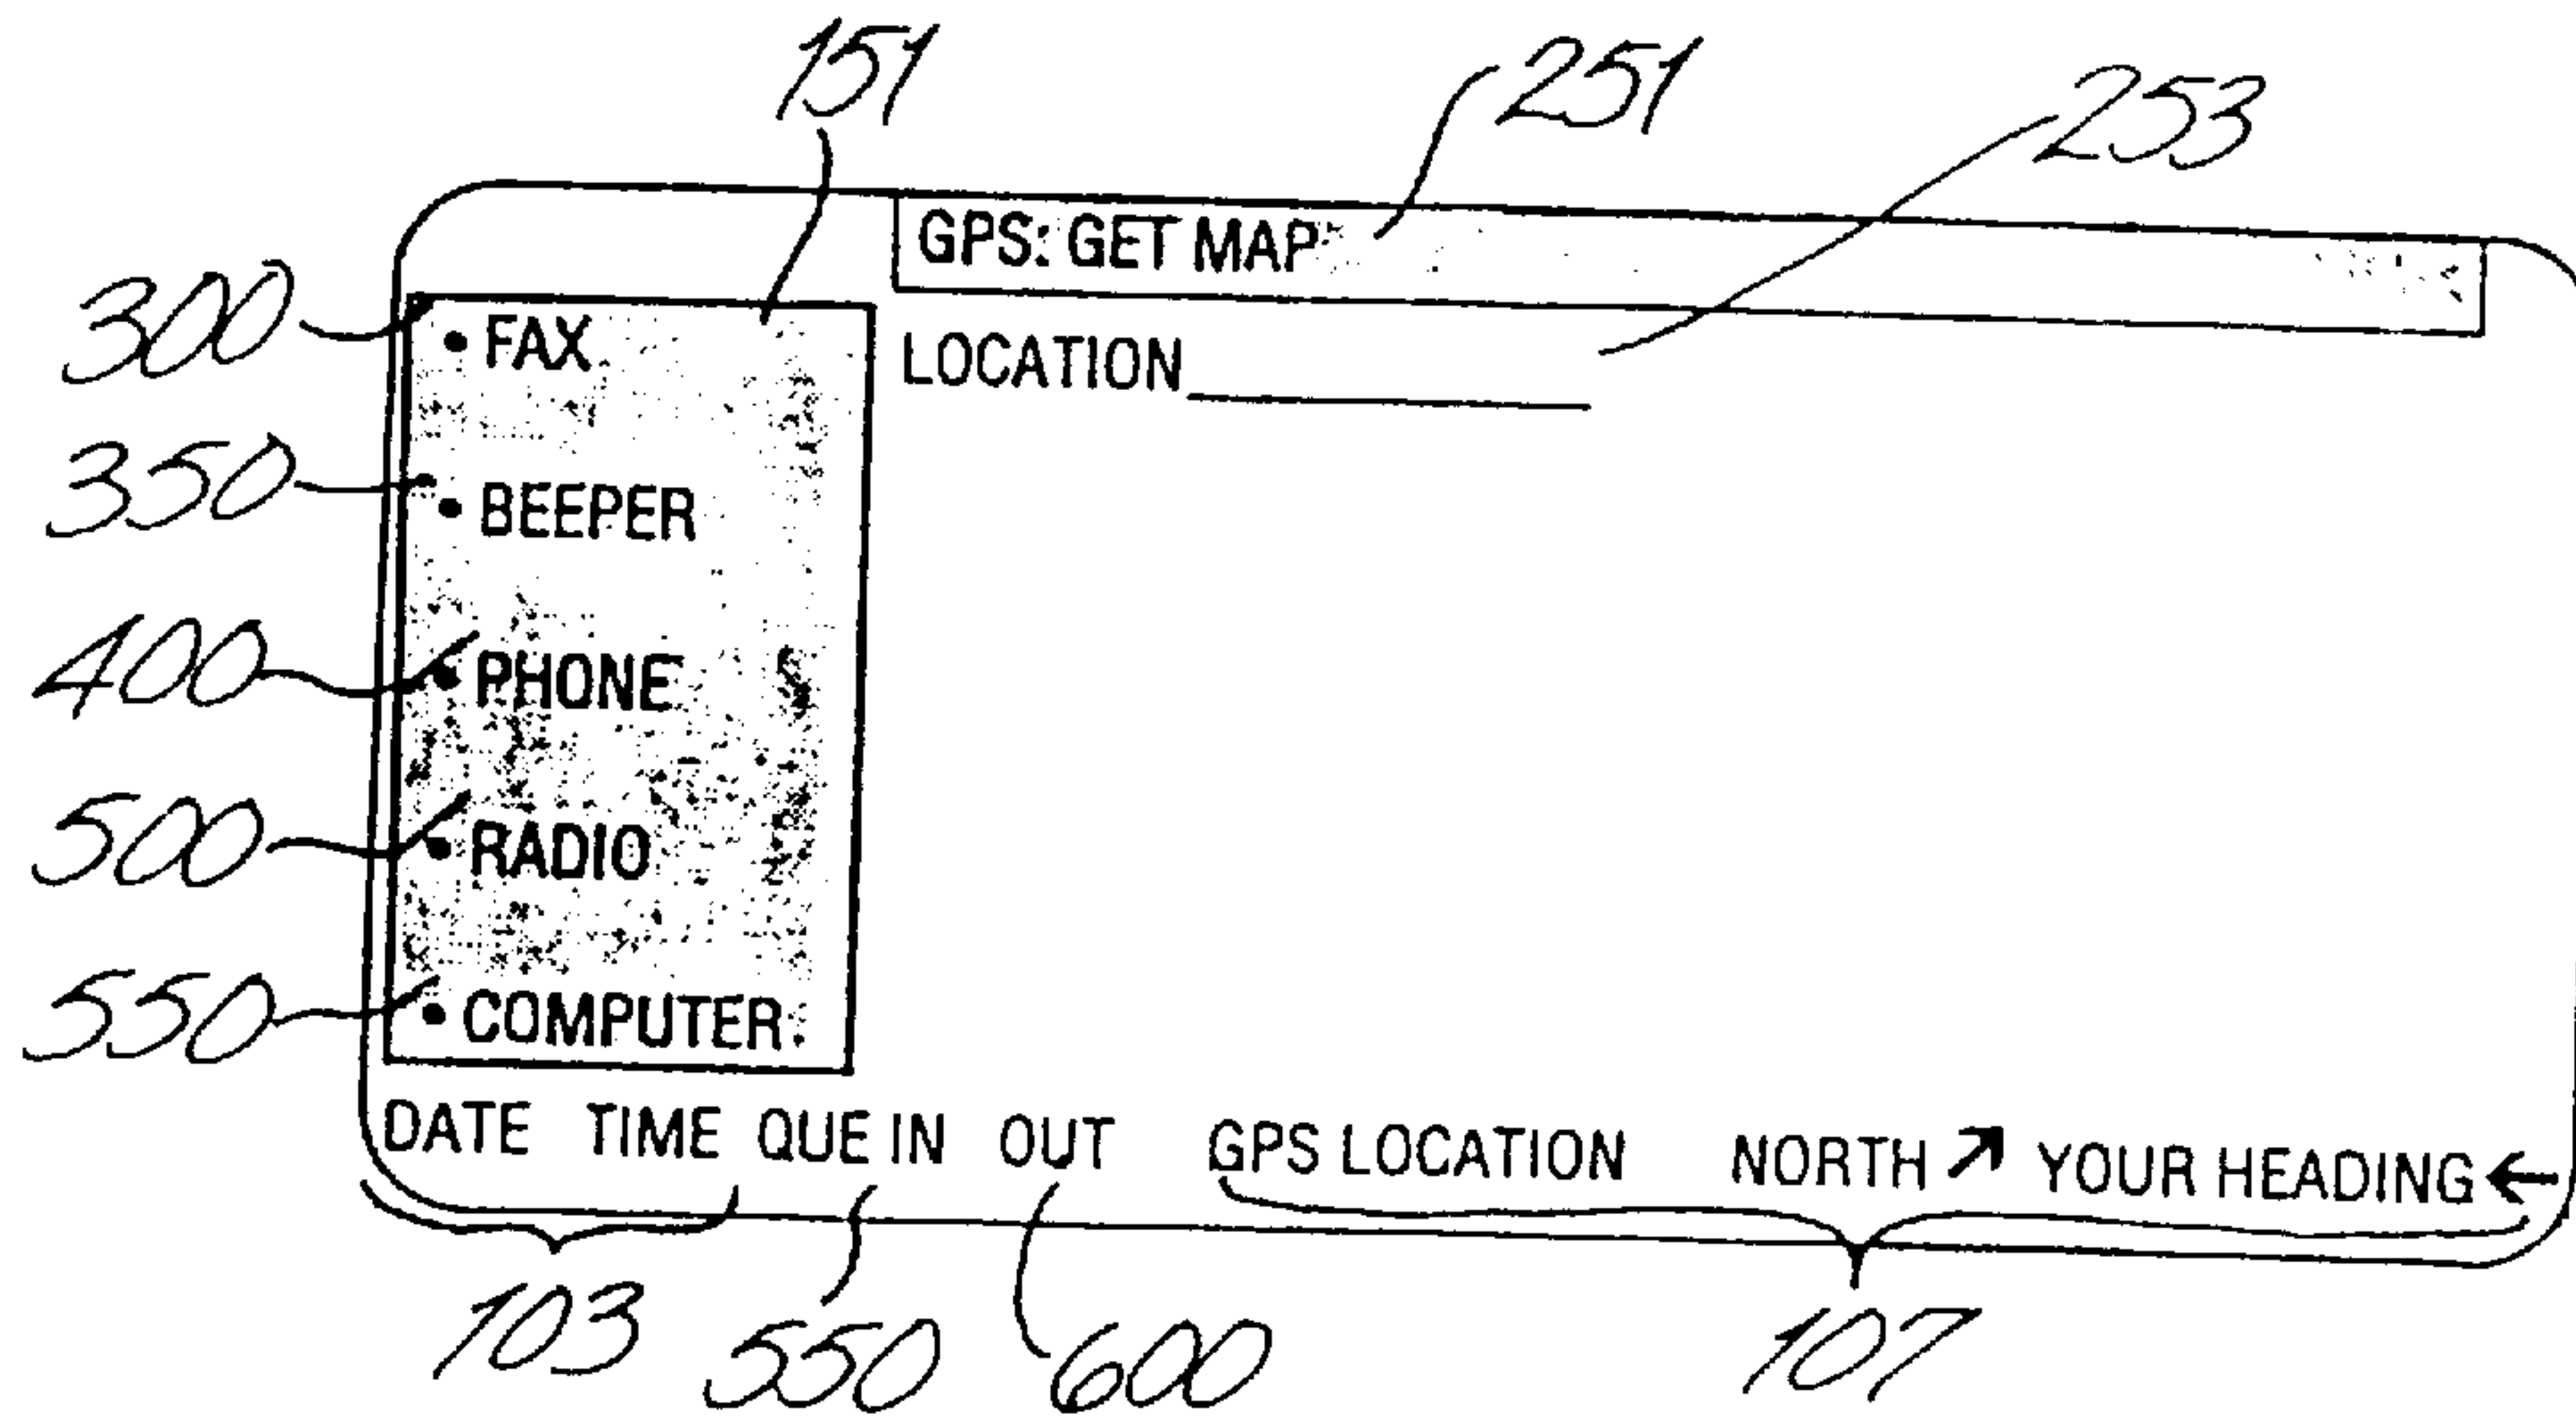 151
251
253
GPS: GET MAP
300
• FAX
LOCATION
350
• BEEPER
400
• PHONE
500
• RADIO
550
• COMPUTER
DATE TIME QUE IN OUT GPS LOCATION NORTH ↗ YOUR HEADING ←
103
550
600
107